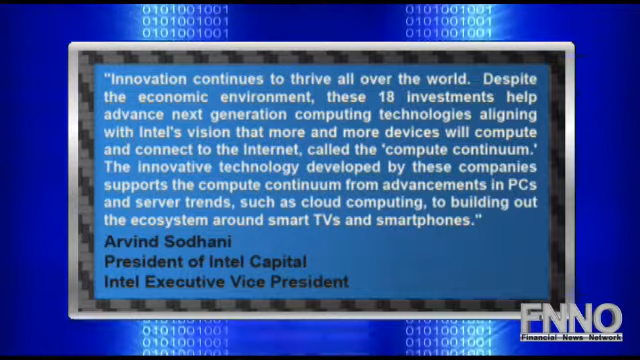 010100101
0101001001
0101001001
010100101
0101001001
0101001001
"Innovation continues to thrive all over the world. Despite
the economic environment, these 18 investments help
advance next generation computing technologies aligning
with Intel's vision that more and more devices will compute
and connect to the Internet, called the 'compute continuum.'
The innovative technology developed by these companies
supports the compute continuum from advancements in PCs
and server trends, such as cloud computing, to building out
the ecosystem around smart TVs and smartphones."
Arvind Sodhani
President of Intel Capital
Intel Executive Vice President
FNNO
Financial News Network
0101001001
0101001001
0101001001
0101001001